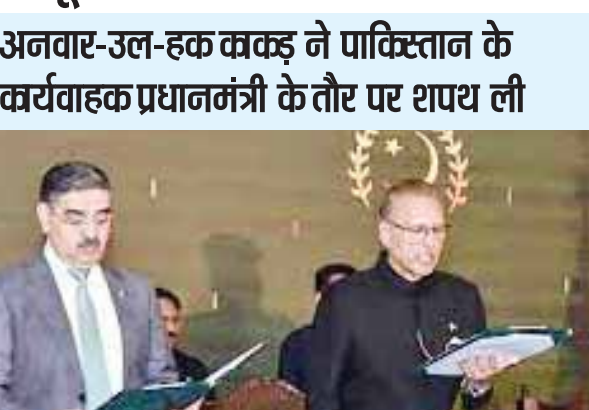 अनवार-उल-हक काकड़ ने पाकिस्तान के
कार्यवाहक प्रधानमंत्री के तौर पर शपथ ली